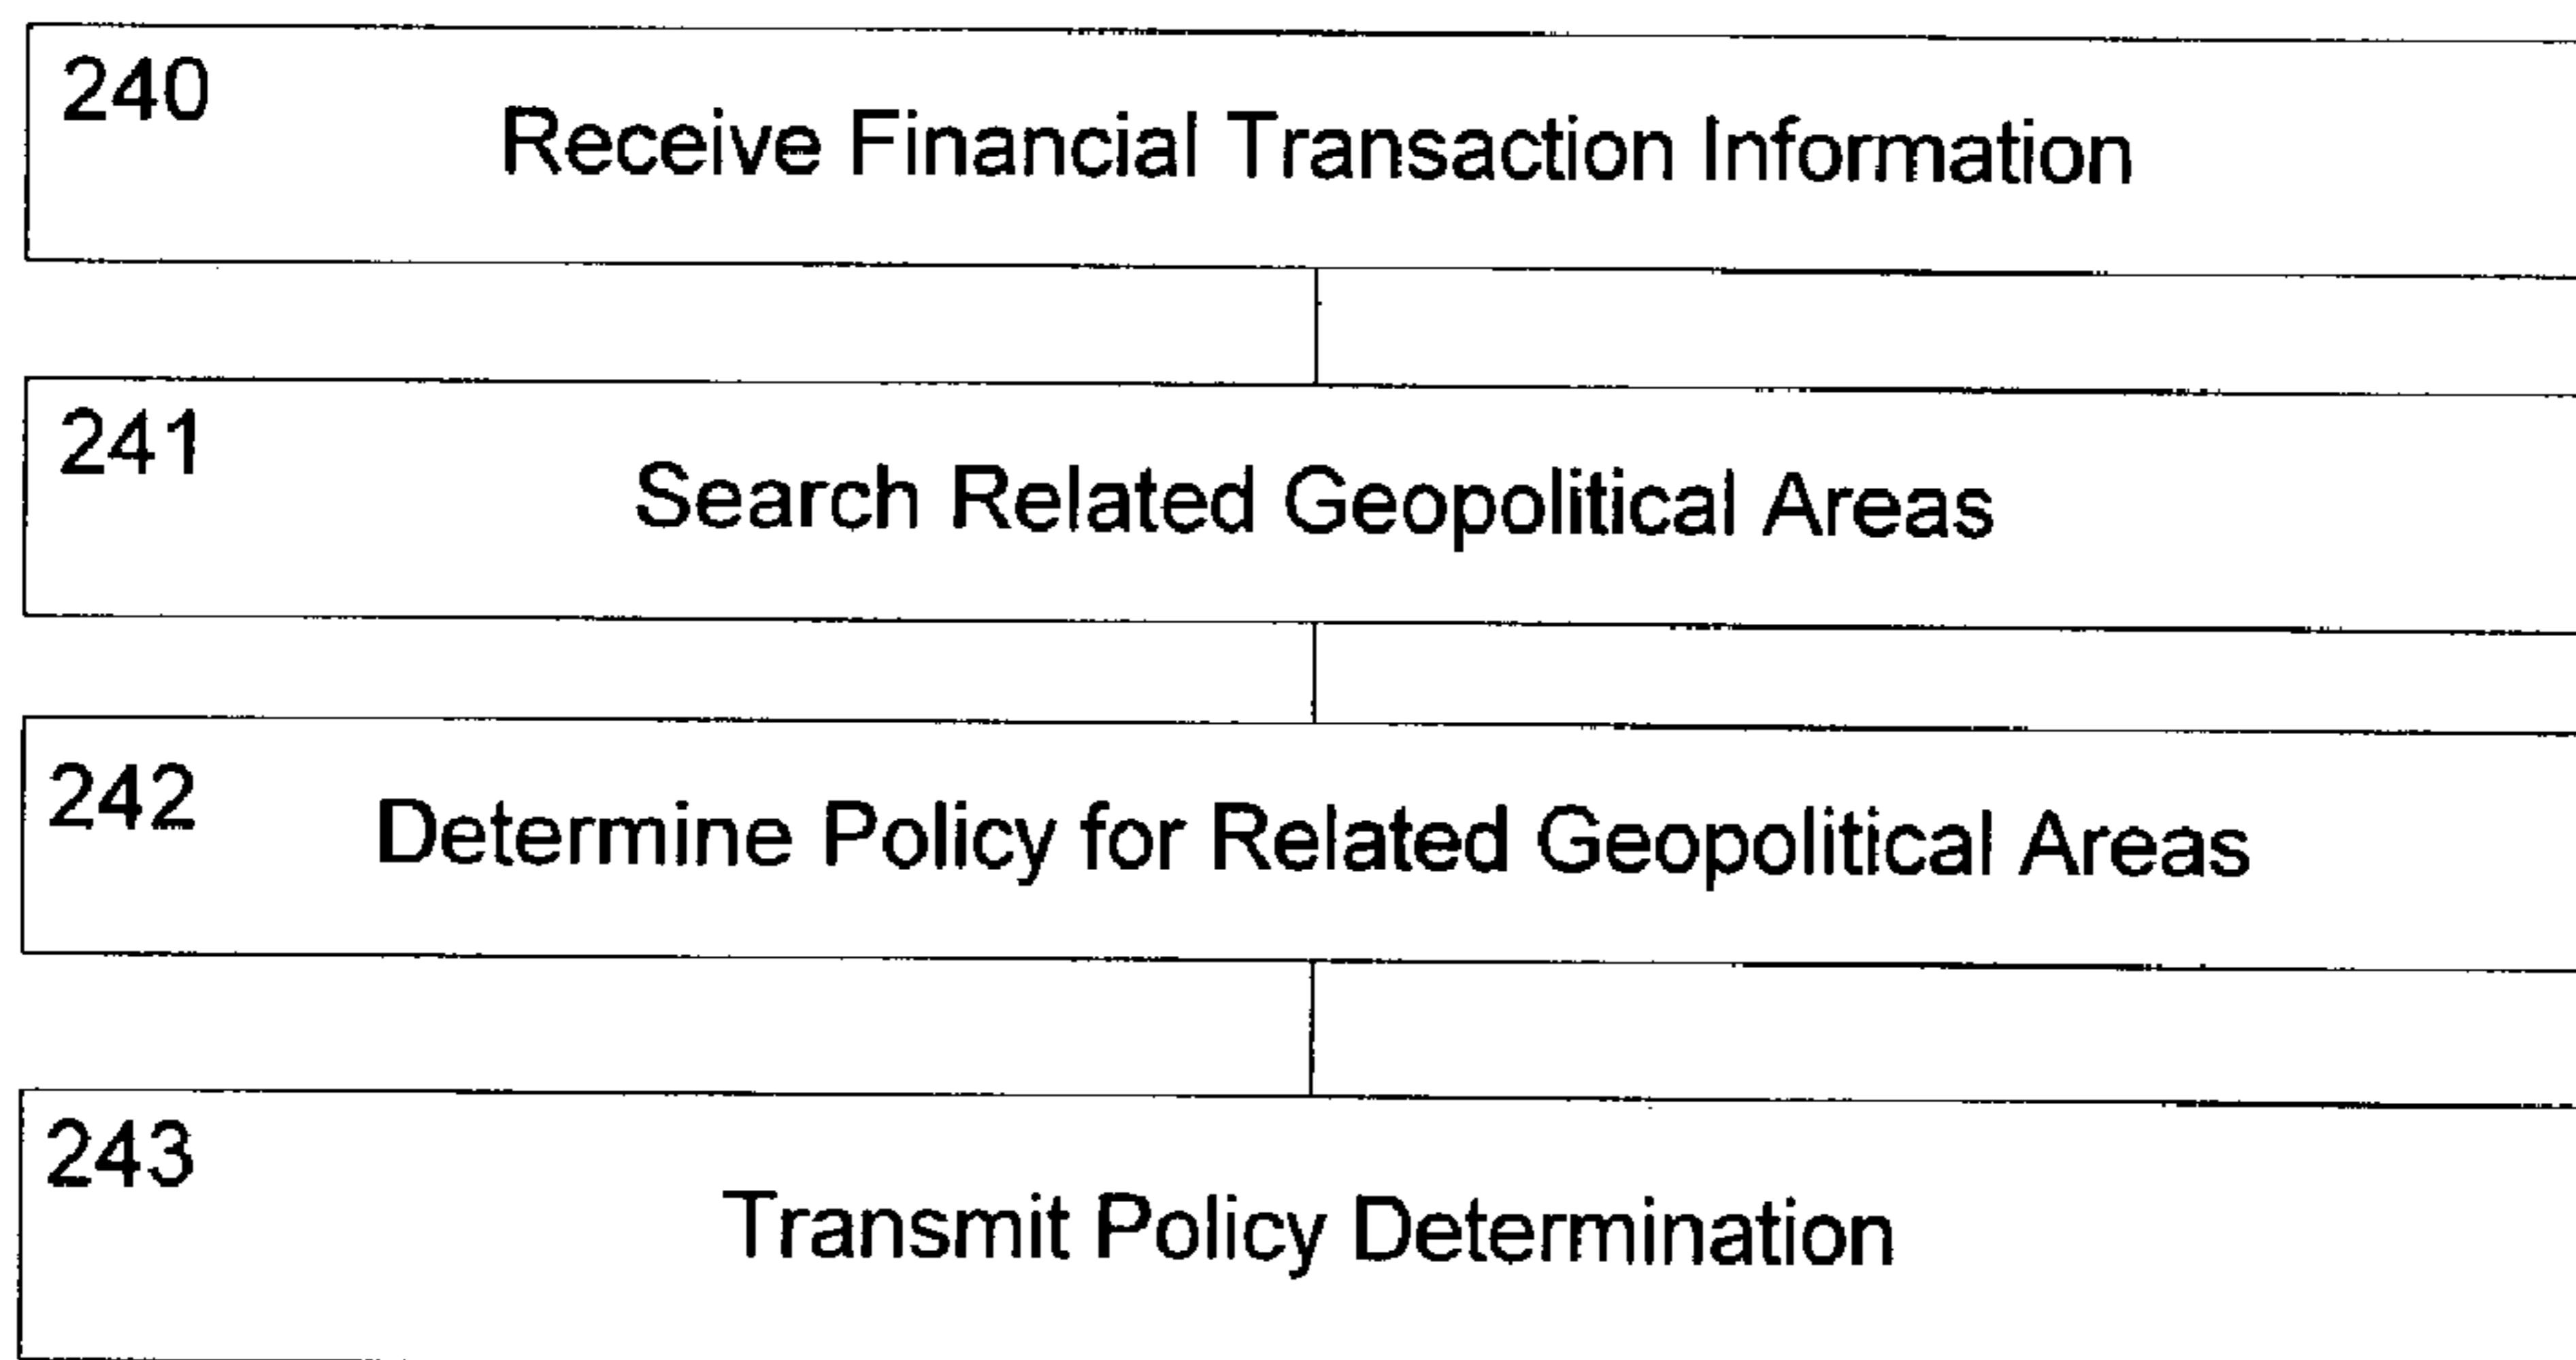 240
Receive Financial Transaction Information
241
Search Related Geopolitical Areas
242
Determine Policy for Related Geopolitical Areas
243
Transmit Policy Determination